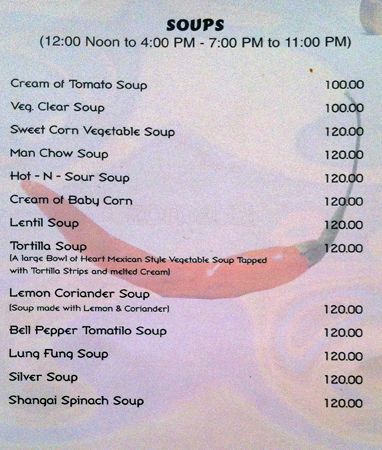 SOUPS
(12:00 Noon to 4:00 PM - 7:00 PM to 11:00 PM)
Cream of Tomato Soup 100.00
Veg. Clear Soup 100.00
Sweet Corn Vegetable Soup 120.00
Man Chow Soup 120.00
Hot - N - Sour Soup 120.00
Cream of Baby Corn 120.00
Lentil Soup 120.00
Tortilla Soup 120.00
(A large Bowl of Heart Mexican Style Vegetable Soup Tapped
with Tortilla Strips and melted Cream)
Lemon Coriander Soup
(Soup made with Lemon & Coriander) 120.00
Bell Pepper Tomatilo Soup 120.00
Lung Fung Soup 120.00
Silver Soup 120.00
Shangai Spinach Soup 120.00